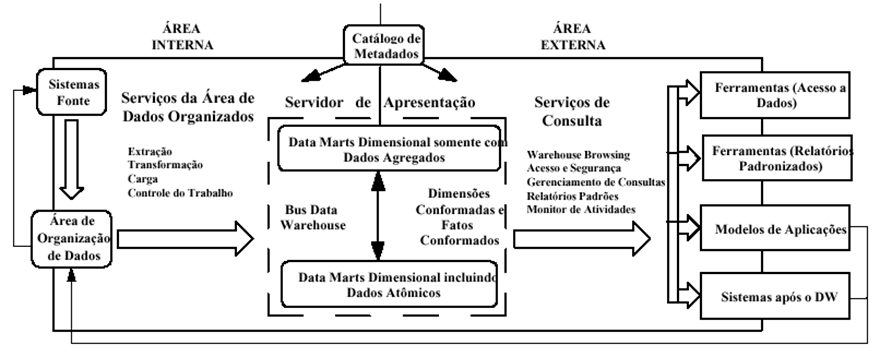 ÁREA
INTERNA
Catálogo de
Metadados
ÁREA
EXTERNA
Sistemas
Fonte
Serviços da Área de
Dados Organizados
Extração
Transformação
Carga
Controle do Trabalho
Área de
Organização
de Dados
Servidor de Apresentação
Data Marts Dimensional somente com
Dados Agregados
Bus Data
Warehouse
Dimensões
Conformadas e
Fatos
Conformados
Data Marts Dimensional incluindo
Dados Atômicos
Serviços de
Consulta
Warehouse Browsing
Acesso e Segurança
Gerenciamento de Consultas
Relatórios Padrões
Monitor de Atividades
Ferramentas (Acesso a
Dados)
Ferramentas (Relatórios
Padronizados)
Modelos de Aplicações
Sistemas após o DW